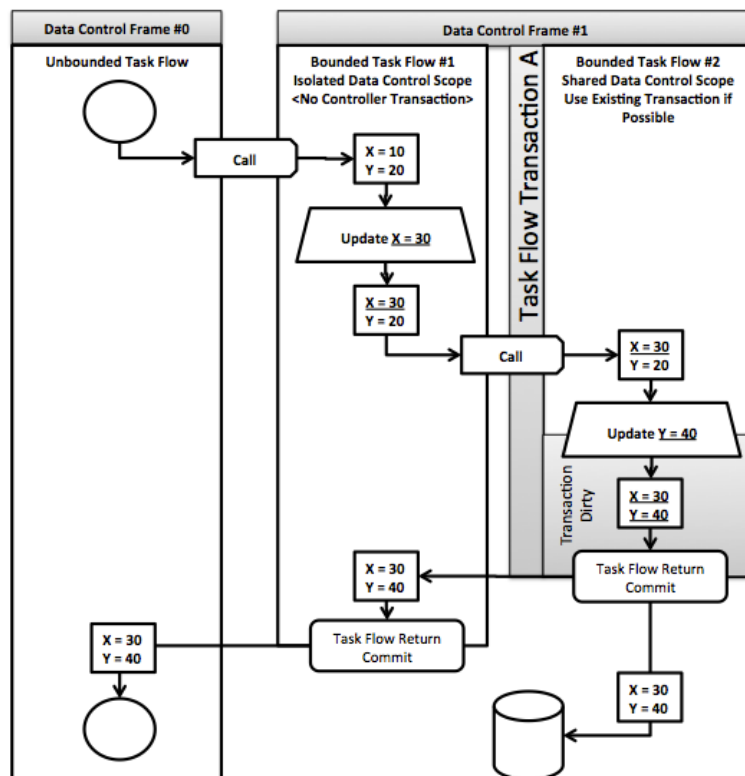 Data Control Frame #0
Data Control Frame #1
Unbounded Task Flow
Bounded Task Flow #1
Isolated Data Control Scope
<No Controller Transaction>
Task Flow Transaction A
Bounded Task Flow #2
Shared Data Control Scope
Use Existing Transaction if
Possible
Call
X = 10
Y = 20
Update X = 30
X = 30
Y = 20
Call
X = 30
Y = 20
Update Y = 40
Transaction
Dirty
X = 30
Y = 40
Task Flow Return
Commit
X = 30
Y = 40
Task Flow Return
Commit
X = 30
Y = 40
X = 30
Y = 40